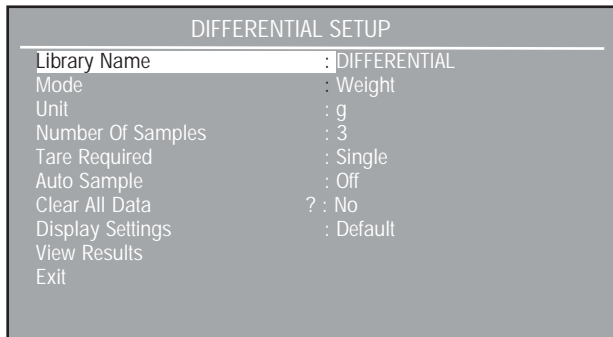 DIFFERENTIAL SETUP
Library Name : DIFFERENTIAL
Mode : Weight
Unit : g
Number Of Samples : 3
Tare Required : Single
Auto Sample : Off
Clear All Data ? : No
Display Settings : Default
View Results
Exit